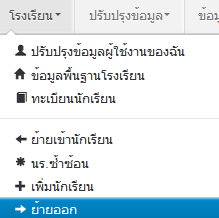 โรงเรียน ปรับปรุงข้อมูล
ปรับปรุงข้อมูลผู้ใช้งานของฉัน
ข้อมูลพื้นฐานโรงเรียน
ทะเบียนนักเรียน
ย้ายเข้านักเรียน
นร.ซ้ำซ้อน
เพิ่มนักเรียน
ย้ายออก